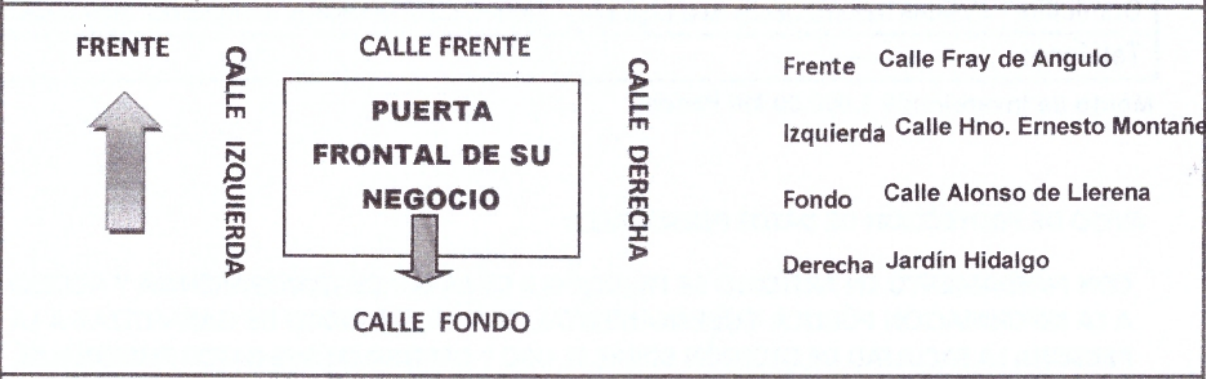 FRENTE
CALLE IZQUIERDA
CALLE FRENTE
PUERTA
FRONTAL DE SU
NEGOCIO
CALLE FONDO
CALLE DERECHA
Frente Calle Fray de Angulo
Izquierda Calle Hno. Ernesto Montañe
Fondo Calle Alonso de Llerena
Derecha Jardín Hidalgo